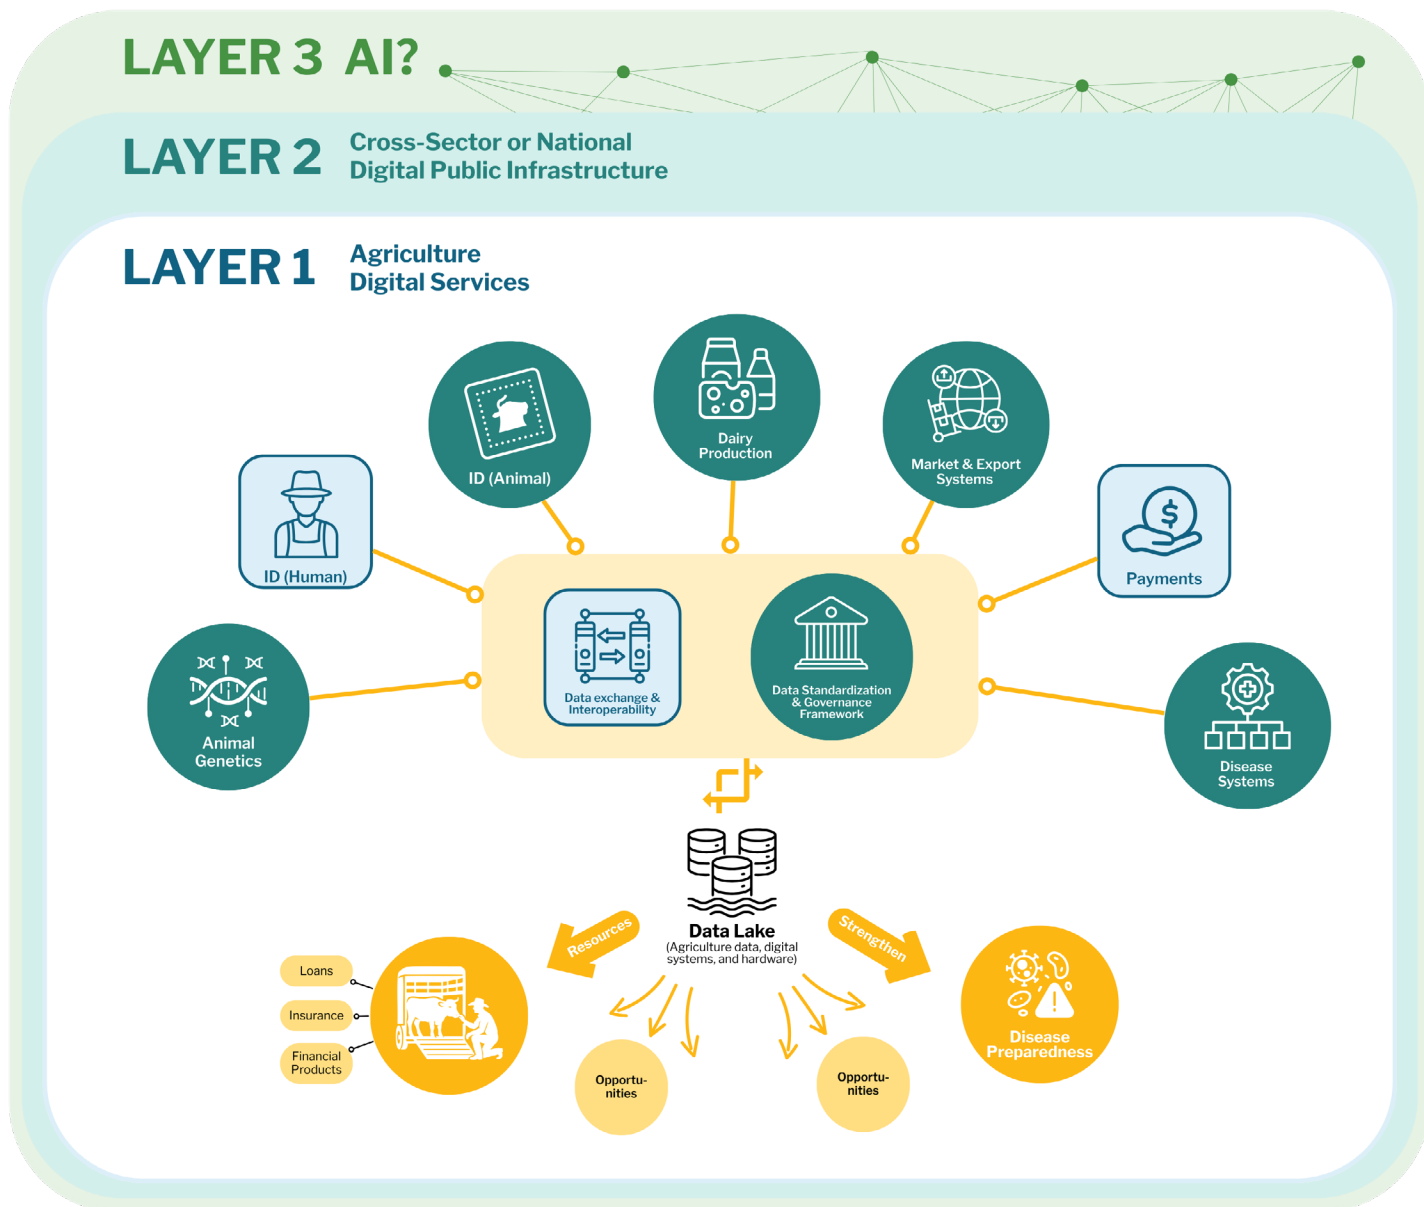 LAYER 3 AI?
LAYER 2
Cross-Sector or National
Digital Public Infrastructure
LAYER 1
Agriculture
Digital Services
ID (Animal)
Dairy
Production
Market & Export
Systems
ID (Human)
Payments
Animal
Genetics
Data exchange &
Interoperability
Data Standardization
& Governance
Framework
Disease
Systems
Data Lake
(Agriculture data, digital
systems, and hardware)
Resources
Strengthen
Loans
Insurance
Financial
Products
Opportu-
nities
Opportu-
nities
Disease
Preparedness